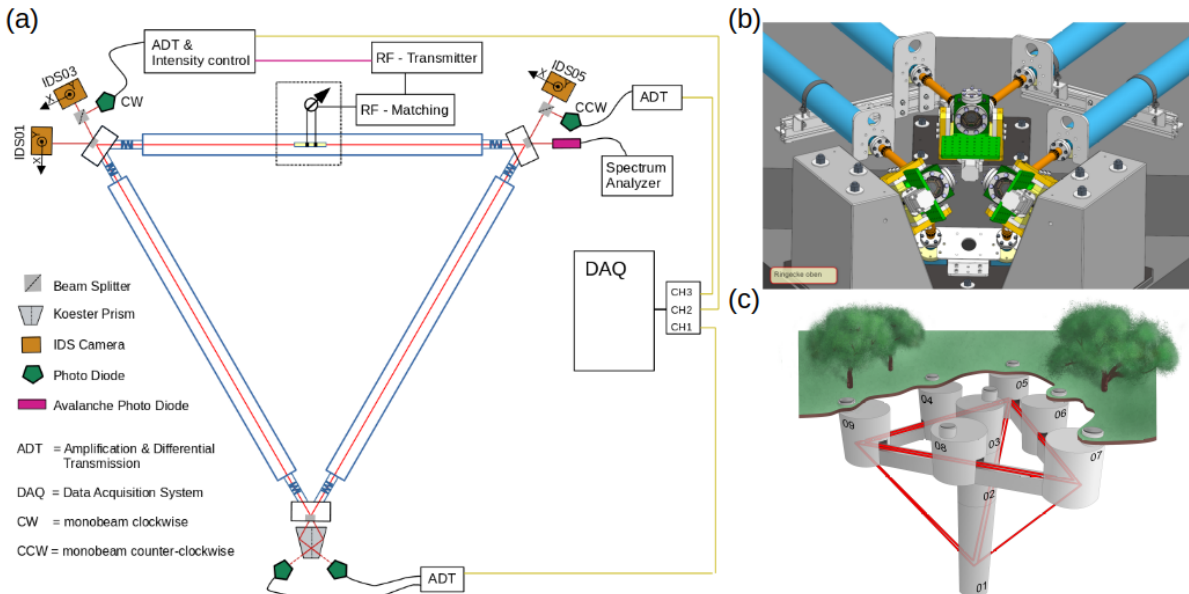 (a)
ADT &
Intensity control
RF - Transmitter
RF - Matching
IDS03
X
Y
CW
IDS01
X
Y
IDS05
X
Y
CCW
ADT
Spectrum
Analyzer
DAQ
CH3
CH2
CH1
Beam Splitter
Koester Prism
IDS Camera
Photo Diode
Avalanche Photo Diode
ADT = Amplification & Differential
Transmission
DAQ = Data Acquisition System
CW = monobeam clockwise
CCW = monobeam counter-clockwise
ADT
(b)
Ringecke oben
(c)
05
04
06
09
03
08
07
02
01